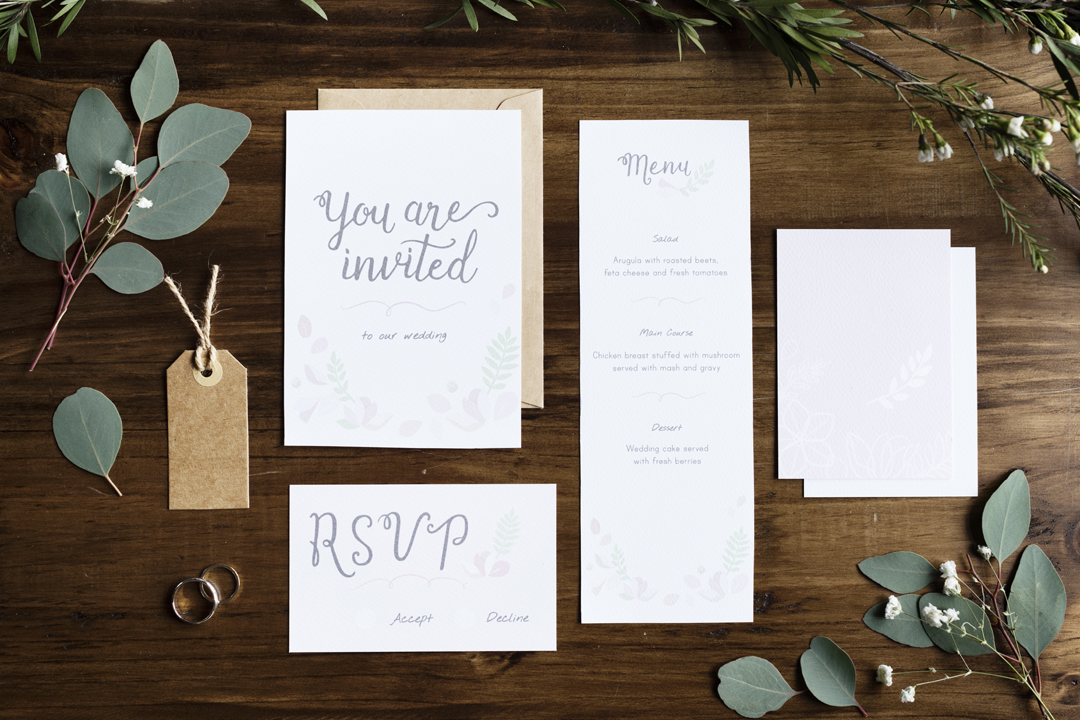 You are
invited
to our wedding
RSVP
Accept Decline
Menu
Salad
Arugula with roasted beets,
feta cheese and fresh tomatoes
Main Course
Chicken breast stuffed with mushroom
served with mash and gravy
Dessert
Wedding cake served
with fresh berries